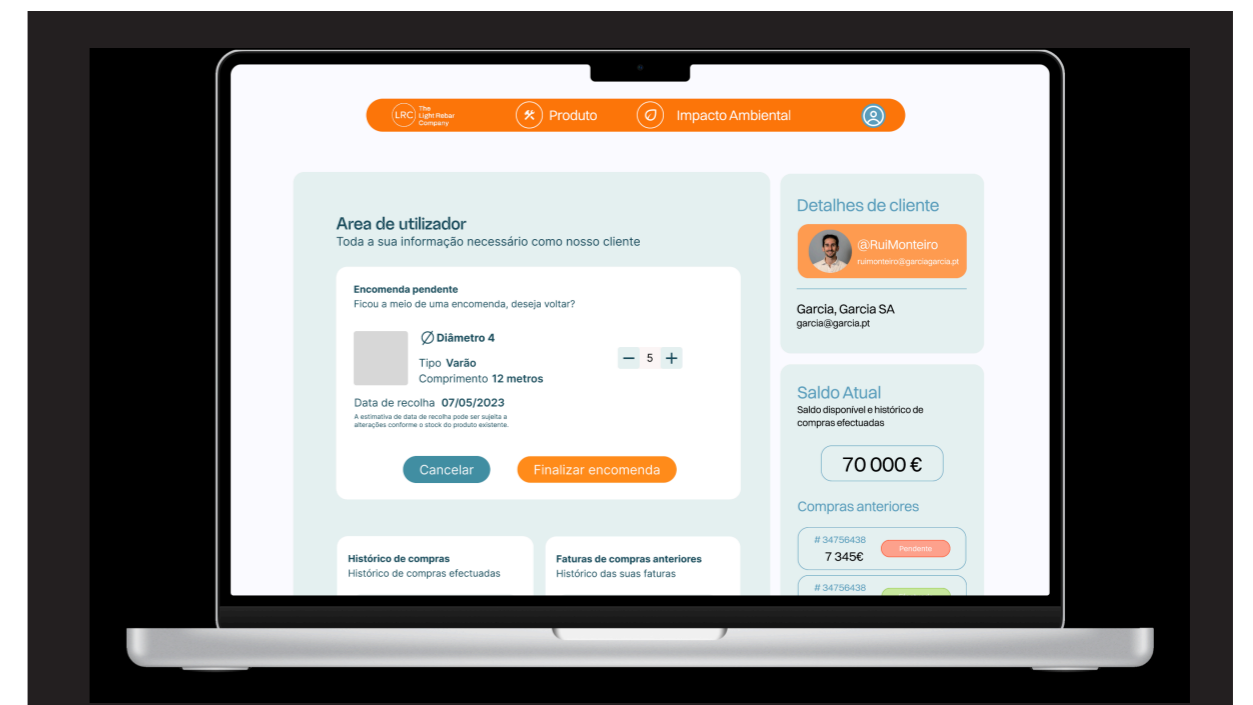 LRC
The
Light Rebar
Company
Produto
Impacto Ambiental
Area de utilizador
Toda a sua informação necessário como nosso cliente
Encomenda pendente
Ficou a meio de uma encomenda, deseja voltar?
Diâmetro 4
Tipo Varão
Comprimento 12 metros
− 5 +
Data de recolha 07/05/2023
A estimativa de data de recolha pode ser sujeita a
alterações conforme o stock do produto existente.
Cancelar
Finalizar encomenda
Histórico de compras
Histórico de compras efectuadas
Faturas de compras anteriores
Histórico das suas faturas
Detalhes de cliente
@RuiMonteiro
ruimonteiro@garciagarcia.pt
Garcia, Garcia SA
garcia@garcia.pt
Saldo Atual
Saldo disponível e histórico de
compras efectuadas
70 000 €
Compras anteriores
# 34756438
7 345€
Pendente
# 34756438